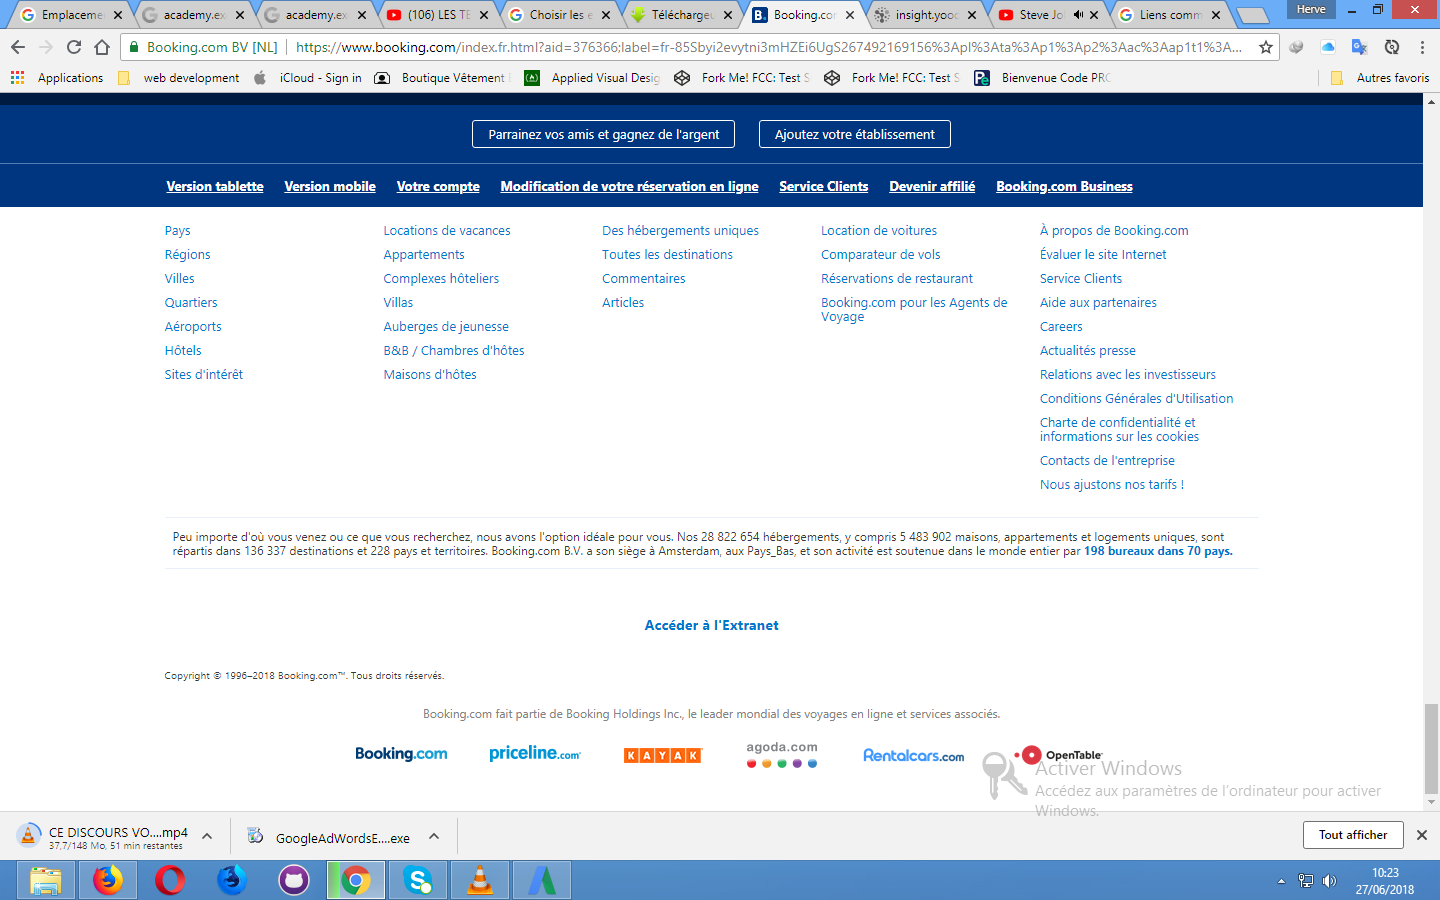 Emplacemen
academy.ex
academy.ex
(106) LES TE
Choisir les e
Télécharger
Booking.com
insight.yooc
Steve Jo
Liens comm
Herve
Booking.com BV [NL]
https://www.booking.com/index.fr.html?aid=376366;label=fr-85Sbyi2evytni3mHZEi6UgS267492169156%3Apl%3Ata%3Ap1%3Ap2%3Aac%3Aap1t1%3A...
Applications
web development
iCloud - Sign in
Boutique Vêtement
Applied Visual Desig
Fork Me! FCC: Test S
Fork Me! FCC: Test S
Bienvenue Code PRO
Autres favoris
Parrainez vos amis et gagnez de l'argent
Ajoutez votre établissement
Version tablette
Version mobile
Votre compte
Modification de votre réservation en ligne
Service Clients
Devenir affilié
Booking.com Business
Pays
Régions
Villes
Quartiers
Aéroports
Hôtels
Sites d'intérêt
Locations de vacances
Appartements
Complexes hôteliers
Villas
Auberges de jeunesse
B&B / Chambres d'hôtes
Maisons d'hôtes
Des hébergements uniques
Toutes les destinations
Commentaires
Articles
Location de voitures
Comparateur de vols
Réservations de restaurant
Booking.com pour les Agents de
Voyage
À propos de Booking.com
Évaluer le site Internet
Service Clients
Aide aux partenaires
Careers
Actualités presse
Relations avec les investisseurs
Conditions Générales d'Utilisation
Charte de confidentialité et
informations sur les cookies
Contacts de l'entreprise
Nous ajustons nos tarifs !
Peu importe d'où vous venez ou ce que vous recherchez, nous avons l'option idéale pour vous. Nos 28 822 654 hébergements, y compris 5 483 902 maisons, appartements et logements uniques, sont
répartis dans 136 337 destinations et 228 pays et territoires. Booking.com B.V. a son siège à Amsterdam, aux Pays_Bas, et son activité est soutenue dans le monde entier par 198 bureaux dans 70 pays.
Accéder à l'Extranet
Copyright © 1996–2018 Booking.com™. Tous droits réservés.
Booking.com fait partie de Booking Holdings Inc., le leader mondial des voyages en ligne et services associés.
Booking.com
priceline.com
KAYAK
agoda.com
Rentalcars.com
OpenTable
Activer Windows
Accédez aux paramètres de l'ordinateur pour activer
Windows.
CE DISCOURS VO....mp4
37,7/148 Mo, 51 min restantes
GoogleAdWordsE....exe
Tout afficher
10:23
27/06/2018